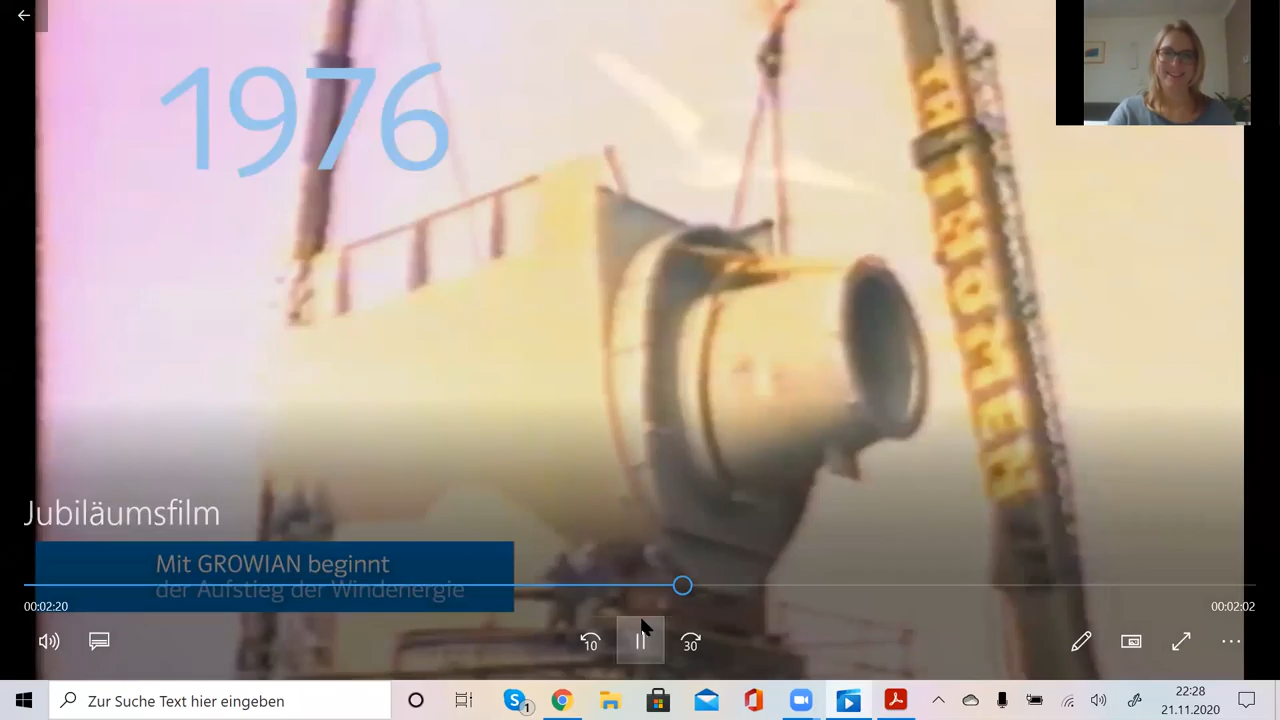 1976
Jubiläumsfilm
Mit GROWIAN beginnt
der Aufstieg der Windenergie
00:02:20
00:02:02
10
30
Zur Suche Text hier eingeben
1
22:28
21.11.2020